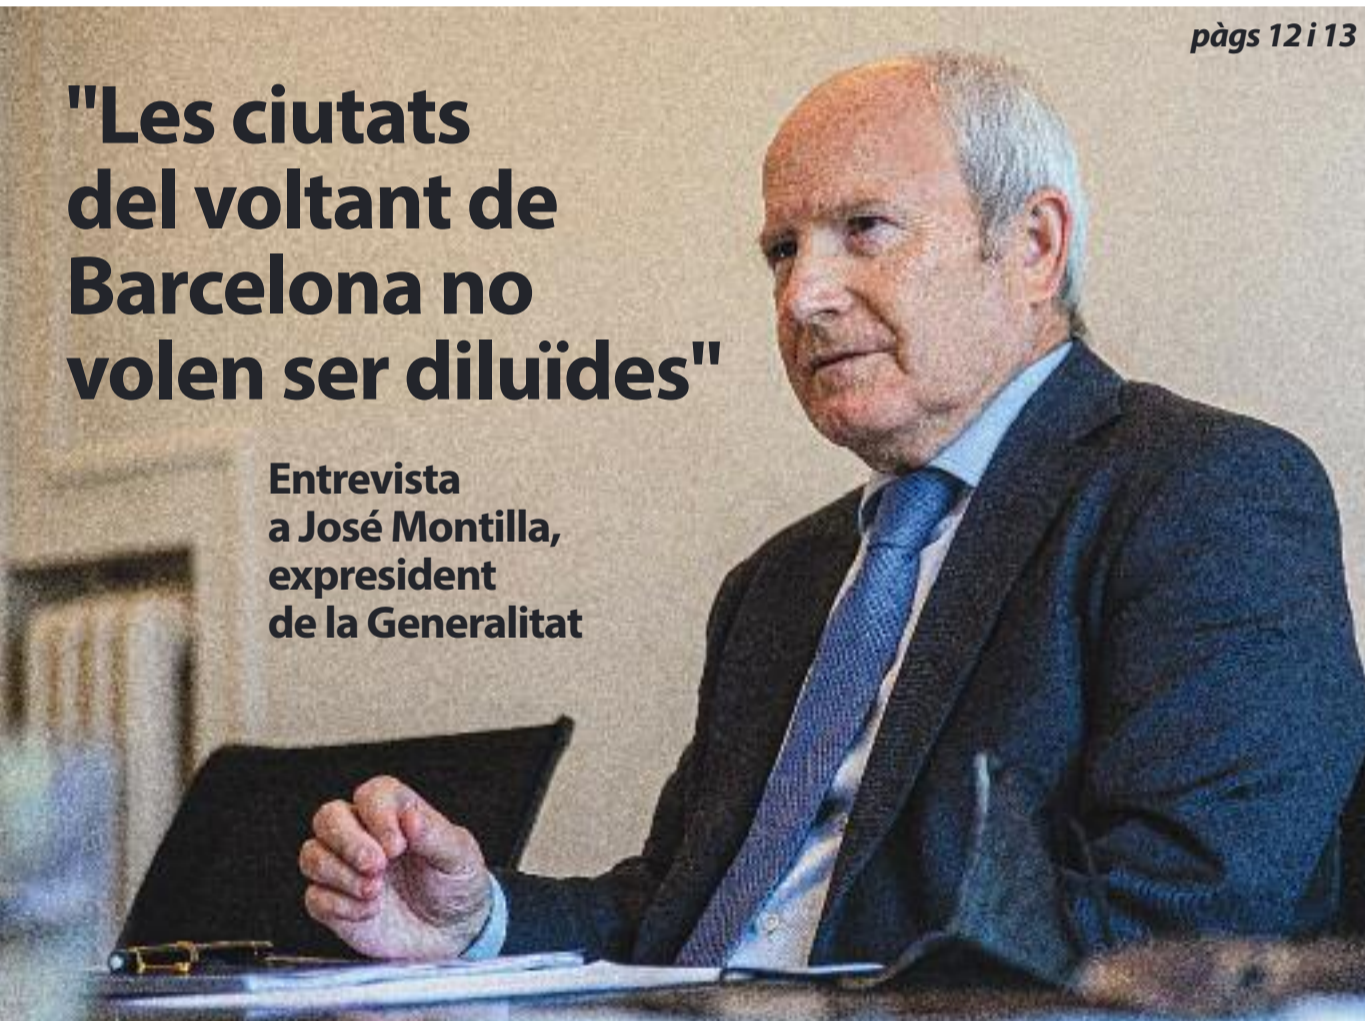 pàgs 12 i 13
"Les ciutats
del voltant de
Barcelona no
volen ser diluïdes"
Entrevista
a José Montilla,
expresident
de la Generalitat